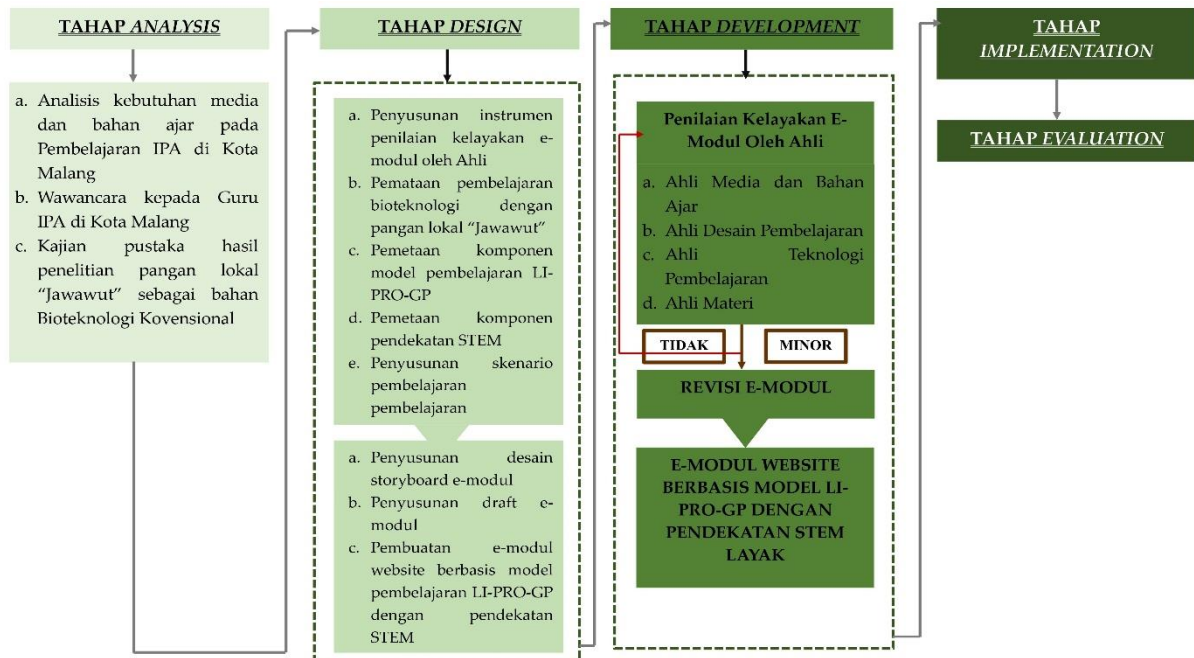 TAHAP ANALYSIS
a. Analisis kebutuhan media
dan bahan ajar pada
Pembelajaran IPA di Kota
Malang
b. Wawancara kepada Guru
IPA di Kota Malang
c. Kajian pustaka hasil
penelitian pangan lokal
“Jawawut” sebagai bahan
Bioteknologi Kovensional
TAHAP DESIGN
a. Penyusunan instrumen
penilaian kelayakan e-
modul oleh Ahli
b. Pemataan pembelajaran
bioteknologi dengan
pangan lokal “Jawawut”
c. Pemetaan komponen
model pembelajaran LI-
PRO-GP
d. Pemetaan komponen
pendekatan STEM
e. Penyusunan skenario
pembelajaran
pembelajaran
a. Penyusunan desain
storyboard e-modul
b. Penyusunan draft e-
modul
c. Pembuatan e-modul
website berbasis model
pembelajaran LI-PRO-GP
dengan pendekatan
STEM
TAHAP DEVELOPMENT
Penilaian Kelayakan E-
Modul Oleh Ahli
a. Ahli Media dan Bahan
Ajar
b. Ahli Desain Pembelajaran
c. Ahli Teknologi
Pembelajaran
d. Ahli Materi
TIDAK
MINOR
REVISI E-MODUL
E-MODUL WEBSITE
BERBASIS MODEL LI-
PRO-GP DENGAN
PENDEKATAN STEM
LAYAK
TAHAP
IMPLEMENTATION
TAHAP EVALUATION